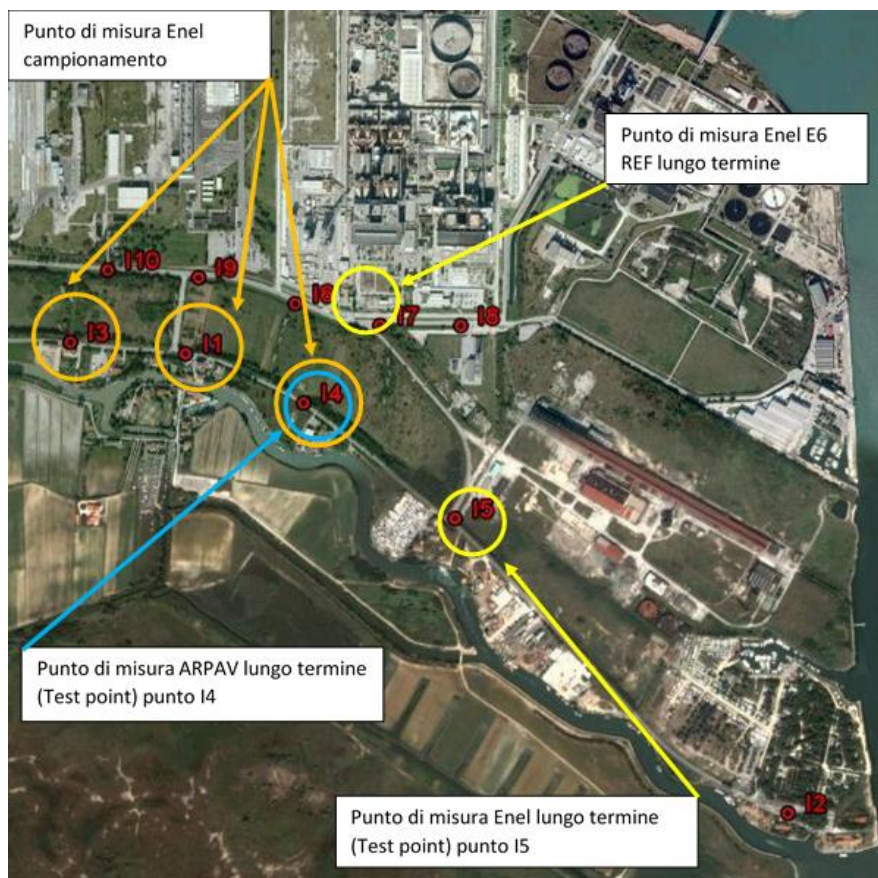 Punto di misura Enel
campionamento
Punto di misura Enel E6
REF lungo termine
I10
I9
I6
I7
I8
I3
I1
I4
I5
Punto di misura ARPAV lungo termine
(Test point) punto I4
Punto di misura Enel lungo termine
(Test point) punto I5
I2